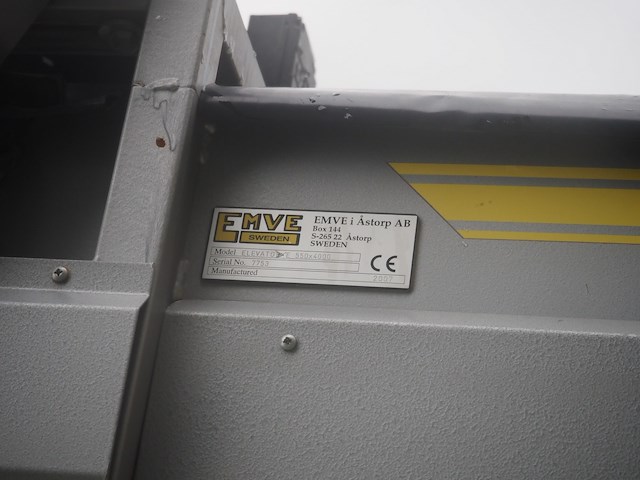 EMVE
SWEDEN
EMVE i Åstorp AB
Box 144
S-265 22 Åstorp
SWEDEN
Model
Serial No.
Manufactured
CE